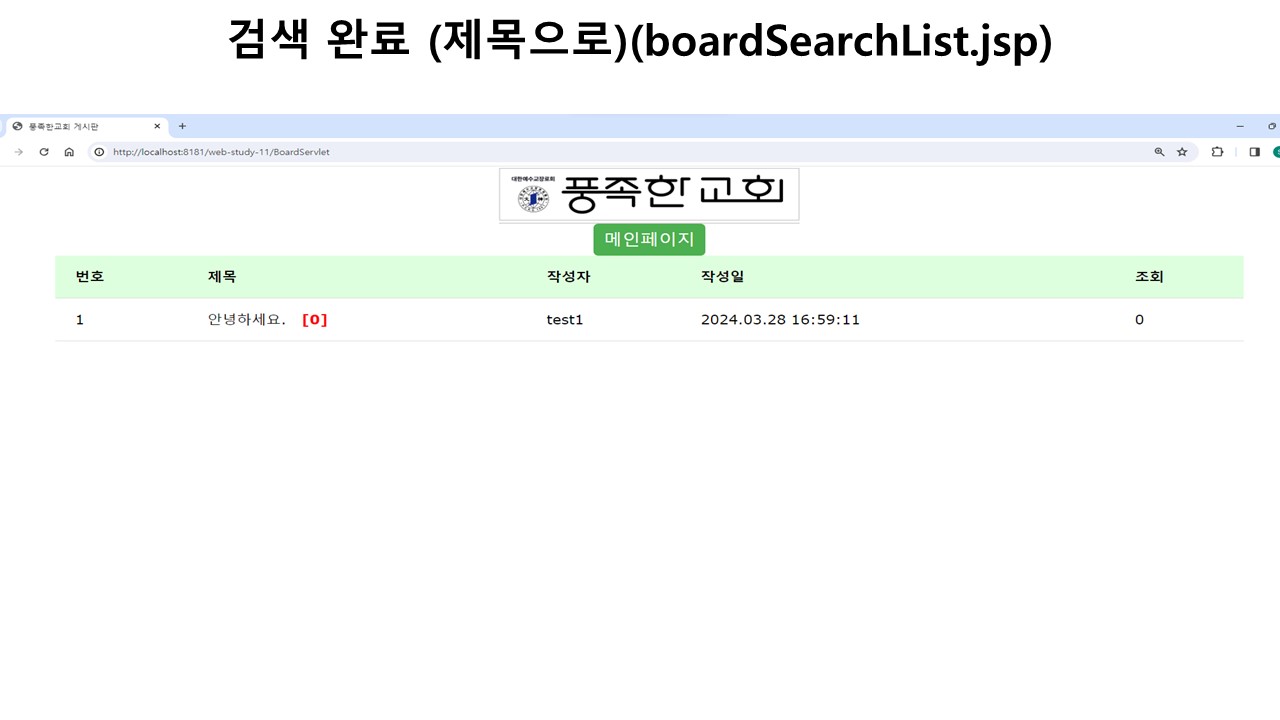 검색 완료 (제목으로)(boardSearchList.jsp)
풍족한교회 게시판
http://localhost:8181/web-study-11/BoardServlet
대한예수교장로회
풍족한교회
메인페이지
번호 제목 작성자 작성일 조회
1 안녕하세요. [0] test1 2024.03.28 16:59:11 0